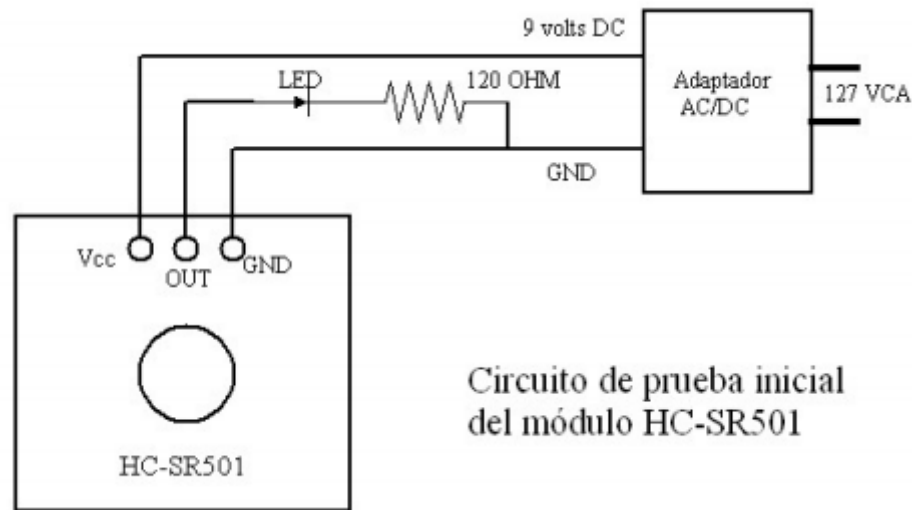 9 volts DC
LED
120 OHM
Adaptador
AC/DC
127 VCA
GND
Vcc
OUT
GND
HC-SR501
Circuito de prueba inicial
del módulo HC-SR501